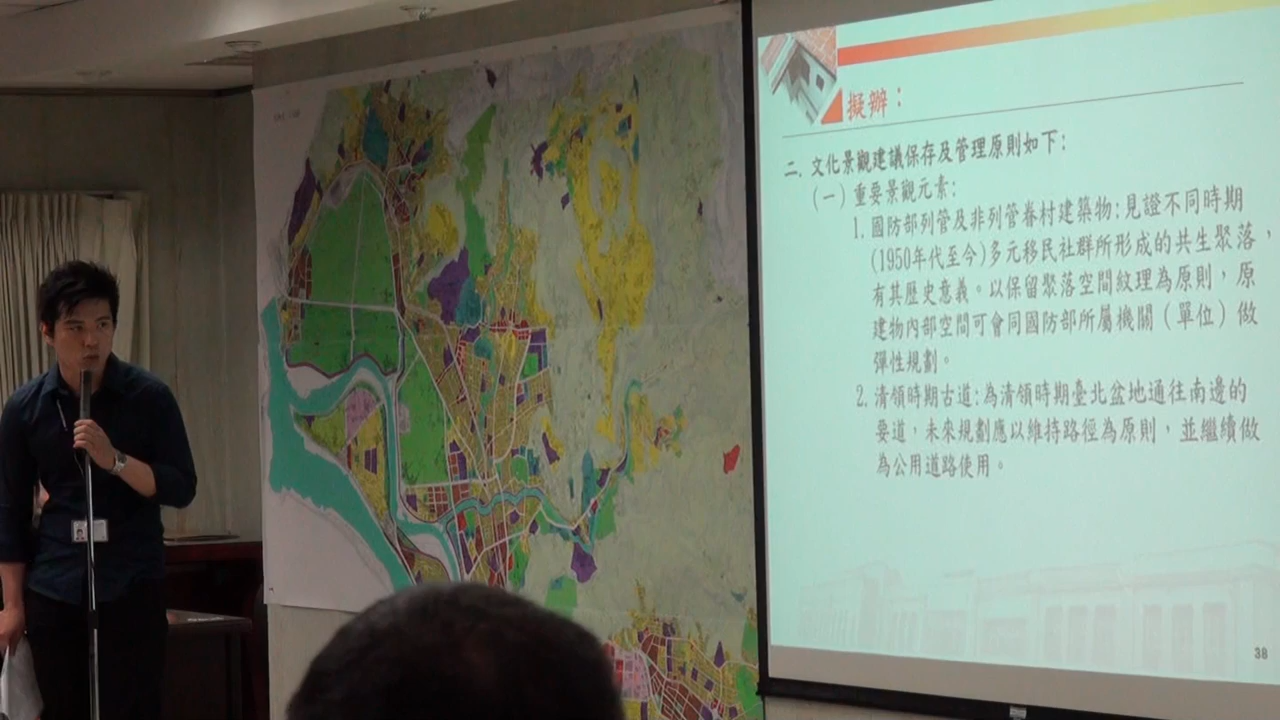 擬辦：
二. 文化景觀建議保存及管理原則如下:
(一) 重要景觀元素:
1. 國防部列管及非列管眷村建築物: 見證不同時期
(1950年代至今)多元移民社群所形成的共生聚落，
有其歷史意義。以保留聚落空間紋理為原則，原
建物內部空間可會同國防部所屬機關（單位）做
彈性規劃。
2. 清領時期古道: 為清領時期臺北盆地通往南邊的
要道，未來規劃應以維持路徑為原則，並繼續做
為公用道路使用。
38